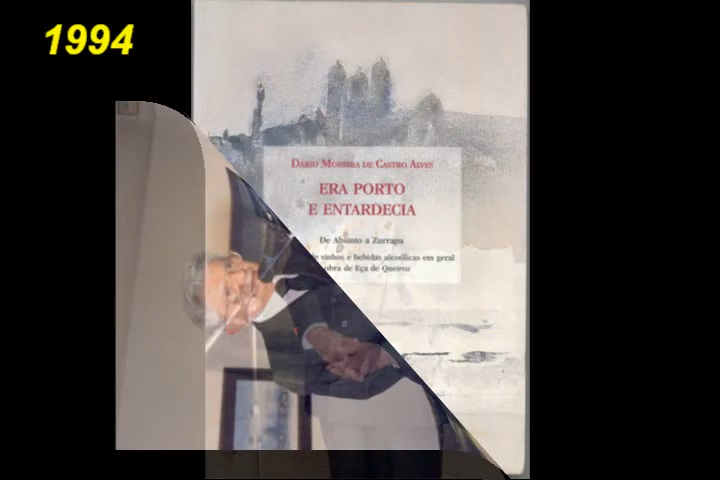 1994
DÁRIO MOREIRA DE CASTRO ALVES
ERA PORTO
E ENTARDECIA
De Absinto a Zurrapa
vinhos e bebidas alcoólicas em geral
obra de Eça de Queiroz